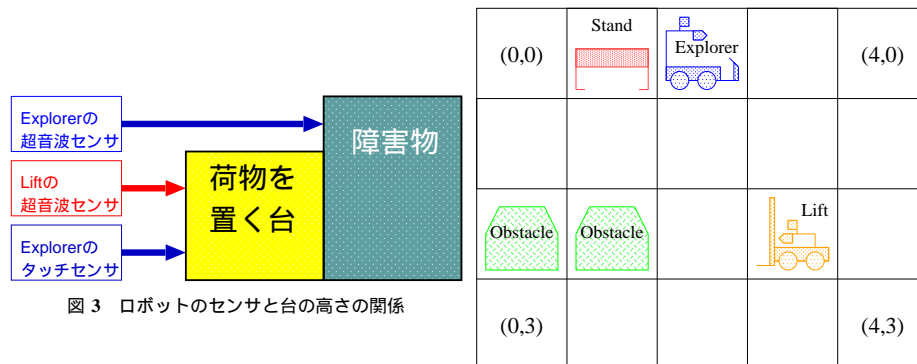 Explorerの
超音波センサ
Liftの
超音波センサ
Explorerの
タッチセンサ
荷物を
置く台
障害物
図 3 ロボットのセンサと台の高さの関係
(0,0)
Stand
Explorer
(4,0)
Obstacle
Obstacle
Lift
(0,3)
(4,3)